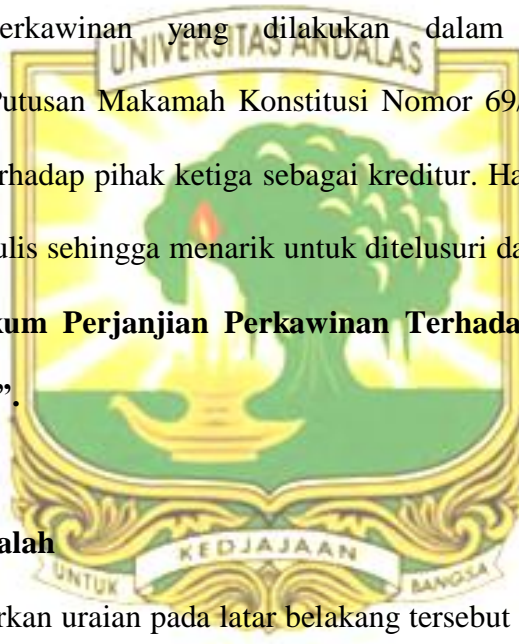 erkawinan yang dilakukan dalam
UNIVERSITAS ANDALAS
Putusan Makamah Konstitusi Nomor 69/
rhadap pihak ketiga sebagai kreditur. Ha
ulis sehingga menarik untuk ditelusuri da
kum Perjanjian Perkawinan Terhada
”.
alah
KEDJAJAAN
UNTUK BANGSA
rkan uraian pada latar belakang tersebut